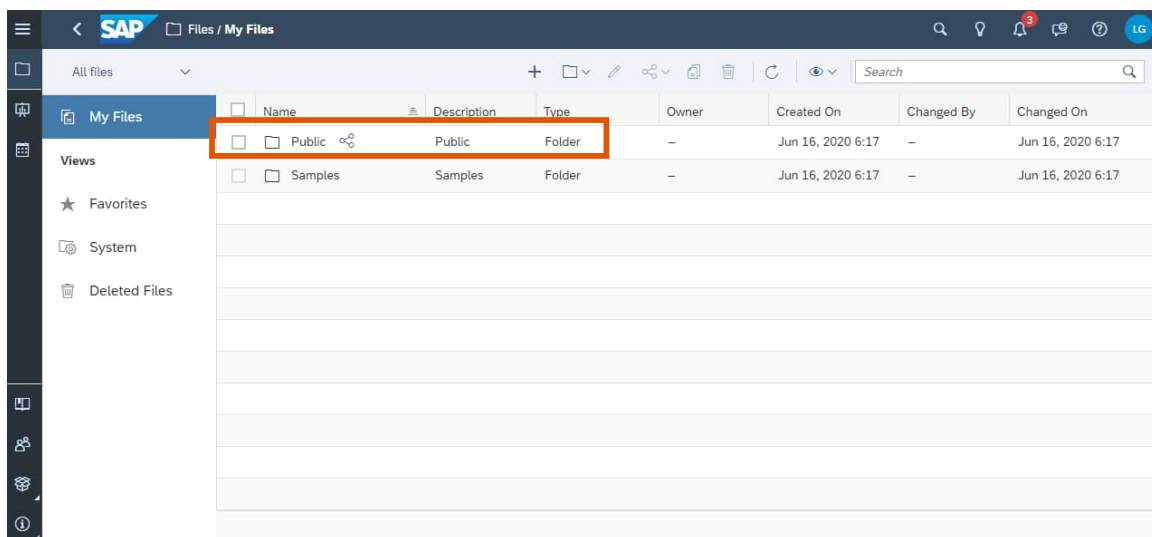 SAP Files / My Files 3 LG
All files Search
My Files Name Description Type Owner Created On Changed By Changed On
Public Public Folder – Jun 16, 2020 6:17 – Jun 16, 2020 6:17
Views
Samples Samples Folder – Jun 16, 2020 6:17 – Jun 16, 2020 6:17
Favorites
System
Deleted Files